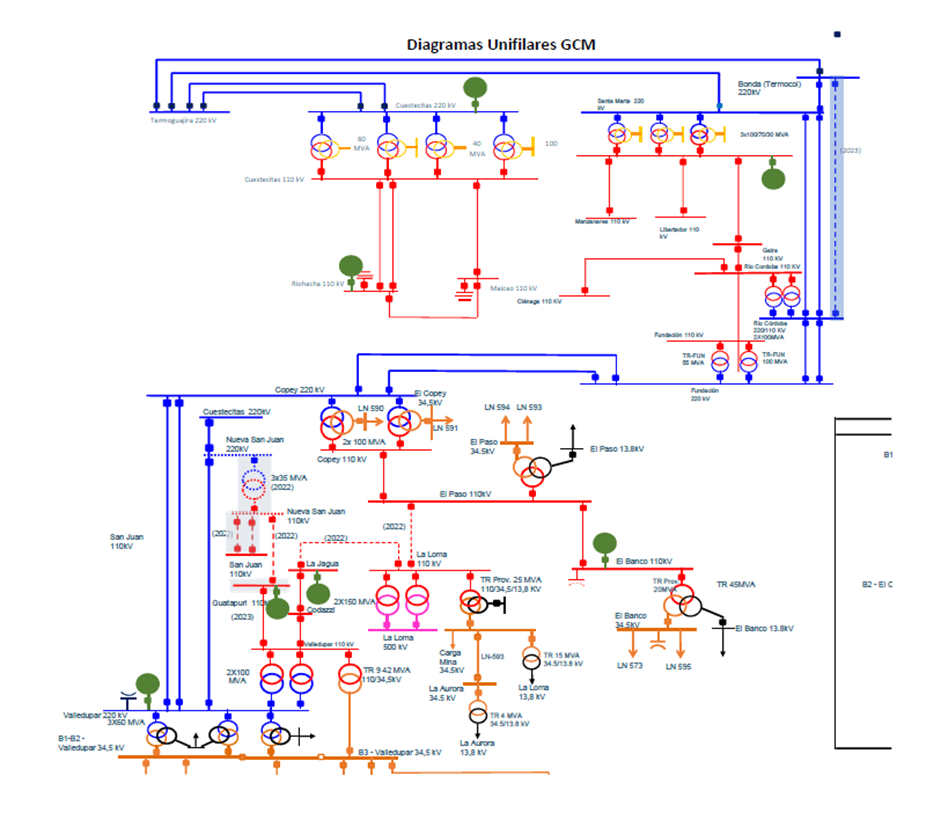 Diagramas Unifilares GCM
Bonda (Termocol)
220kV
Cuestecitas 220 kV
Santa Marta 220
kV
Termoguajira 220 kV
60
MVA
40
MVA
100
3x100/70/30 MVA
(2023)
Cuestecitas 110 kV
Manzanares 110 kV
Libertador 110
kV
Gaira
110 KV
Rio Cordoba 110 KV
Riohacha 110 kV
Maicao 110 kV
Ciénaga 110 KV
Rio Córdoba
220/110 KV
2X100MVA
Fundación 110 kV
TR-FUN
55 MVA
TR-FUN
100 MVA
Fundación
220 kV
Copey 220 kV
El Copey
34,5kV
LN 590
LN 591
2x 100 MVA
Copey 110 kV
Cuestecitas 220kV
Nueva San Juan
220kV
3x35 MVA
(2022)
Nueva San Juan
110kV
LN 594
LN 593
El Paso
34.5kV
El Paso 13.8kV
El Paso 110kV
B1
San Juan
110kV
(2022)
(2022)
(2022)
(2022)
San Juan
110kV
La Jagua
La Loma
110 kV
El Banco 110kV
Guatapurí 110kV
(2023)
Codazzi
2X150 MVA
TR Prov. 25 MVA
110/34,5/13,8 KV
TR Prov
20MVA
TR 45MVA
B2 - El C
El Banco
34.5kV
El Banco 13.8kV
LN 573
LN 595
La Loma
500 kV
Carga
Mina
34.5kV
LN-593
TR 15 MVA
34.5/13.8 kV
La Loma
13,8 kV
La Aurora
34.5 kV
TR 4 MVA
34.5/13.8 kV
La Aurora
13,8 kV
Valledupar 110 kV
2X100
MVA
TR 9 42 MVA
110/34,5kV
Valledupar 220 kV
3X60 MVA
B1-B2 -
Valledupar 34,5 kV
B3 - Valledupar 34,5 kV